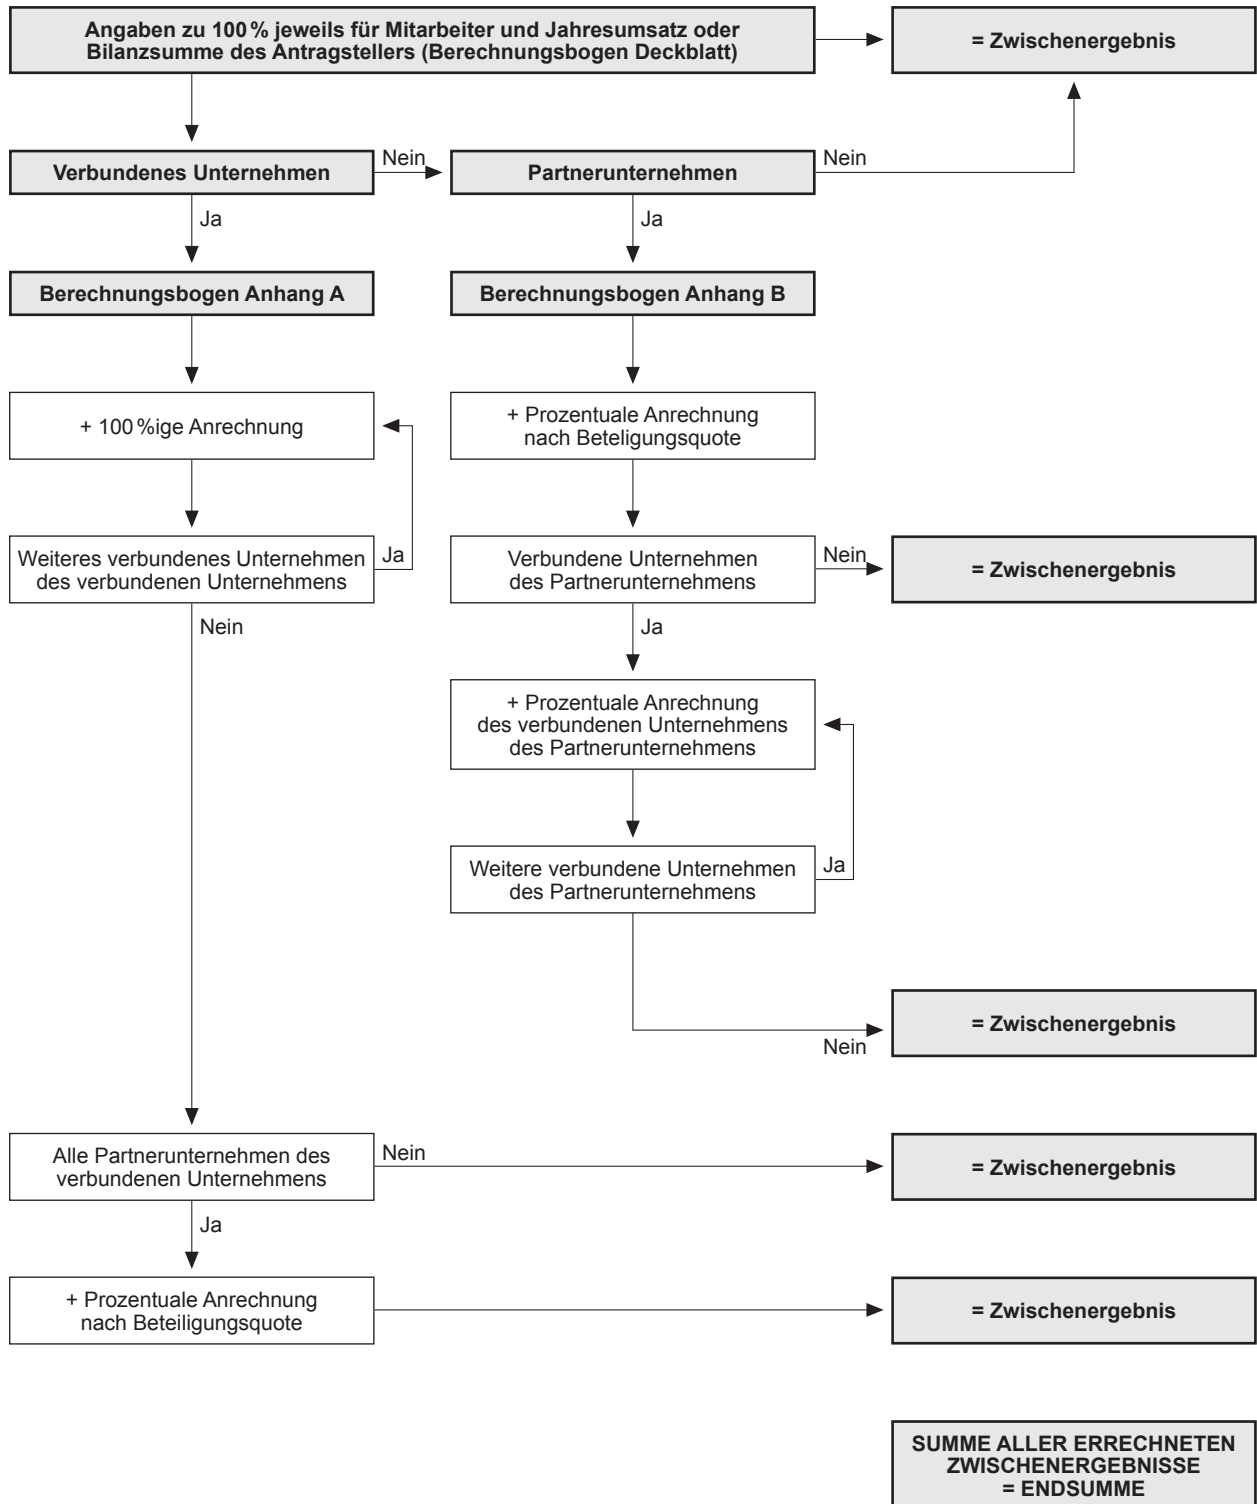 Angaben zu 100 % jeweils für Mitarbeiter und Jahresumsatz oder
Bilanzsumme des Antragstellers (Berechnungsbogen Deckblatt)
= Zwischenergebnis
Verbundenes Unternehmen
Nein
Partnerunternehmen
Nein
Ja
Ja
Berechnungsbogen Anhang A
Berechnungsbogen Anhang B
+ 100 %ige Anrechnung
+ Prozentuale Anrechnung
nach Beteligungsquote
Weiteres verbundenes Unternehmen
des verbundenen Unternehmens
Ja
Verbundene Unternehmen
des Partnerunternehmens
Nein
= Zwischenergebnis
Nein
Ja
+ Prozentuale Anrechnung
des verbundenen Unternehmens
des Partnerunternehmens
Weitere verbundene Unternehmen
des Partnerunternehmens
Ja
= Zwischenergebnis
Nein
Alle Partnerunternehmen des
verbundenen Unternehmens
Nein
= Zwischenergebnis
Ja
+ Prozentuale Anrechnung
nach Beteiligungsquote
= Zwischenergebnis
SUMME ALLER ERRECHNETEN
ZWISCHENERGEBNISSE
= ENDSUMME